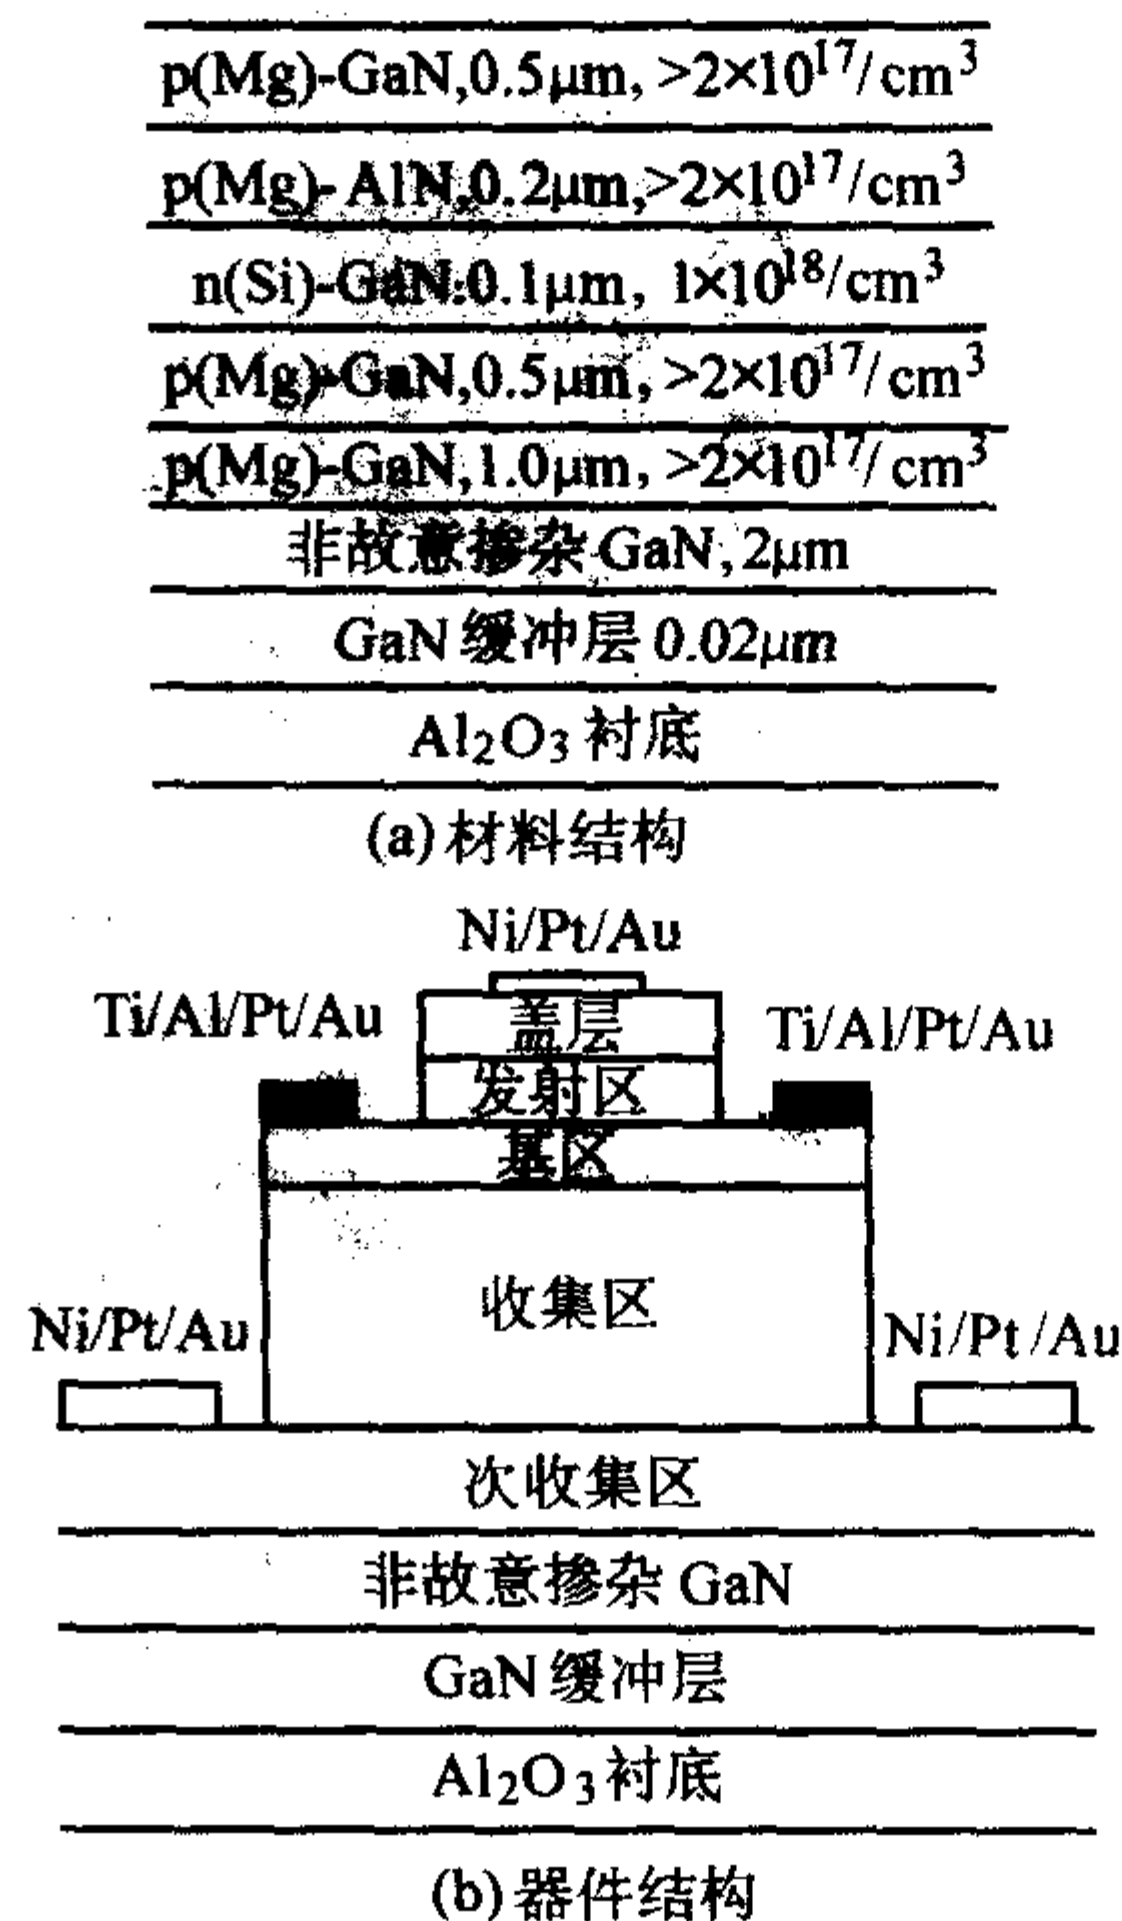 p(Mg)-GaN,0.5μm, >2×10¹⁷/cm³
p(Mg)-AlN,0.2μm,>2×10¹⁷/cm³
n(Si)-GaN.0.1μm, 1×10¹⁸/cm³
p(Mg)-GaN,0.5μm, >2×10¹⁷/cm³
p(Mg)-GaN,1.0μm, >2×10¹⁷/cm³
非故意掺杂 GaN, 2μm
GaN 缓冲层 0.02μm
Al₂O₃ 衬底
(a) 材料结构
Ni/Pt/Au
Ti/Al/Pt/Au
盖层
Ti/Al/Pt/Au
发射区
基区
收集区
Ni/Pt/Au
Ni/Pt/Au
次收集区
非故意掺杂 GaN
GaN 缓冲层
Al₂O₃ 衬底
(b) 器件结构